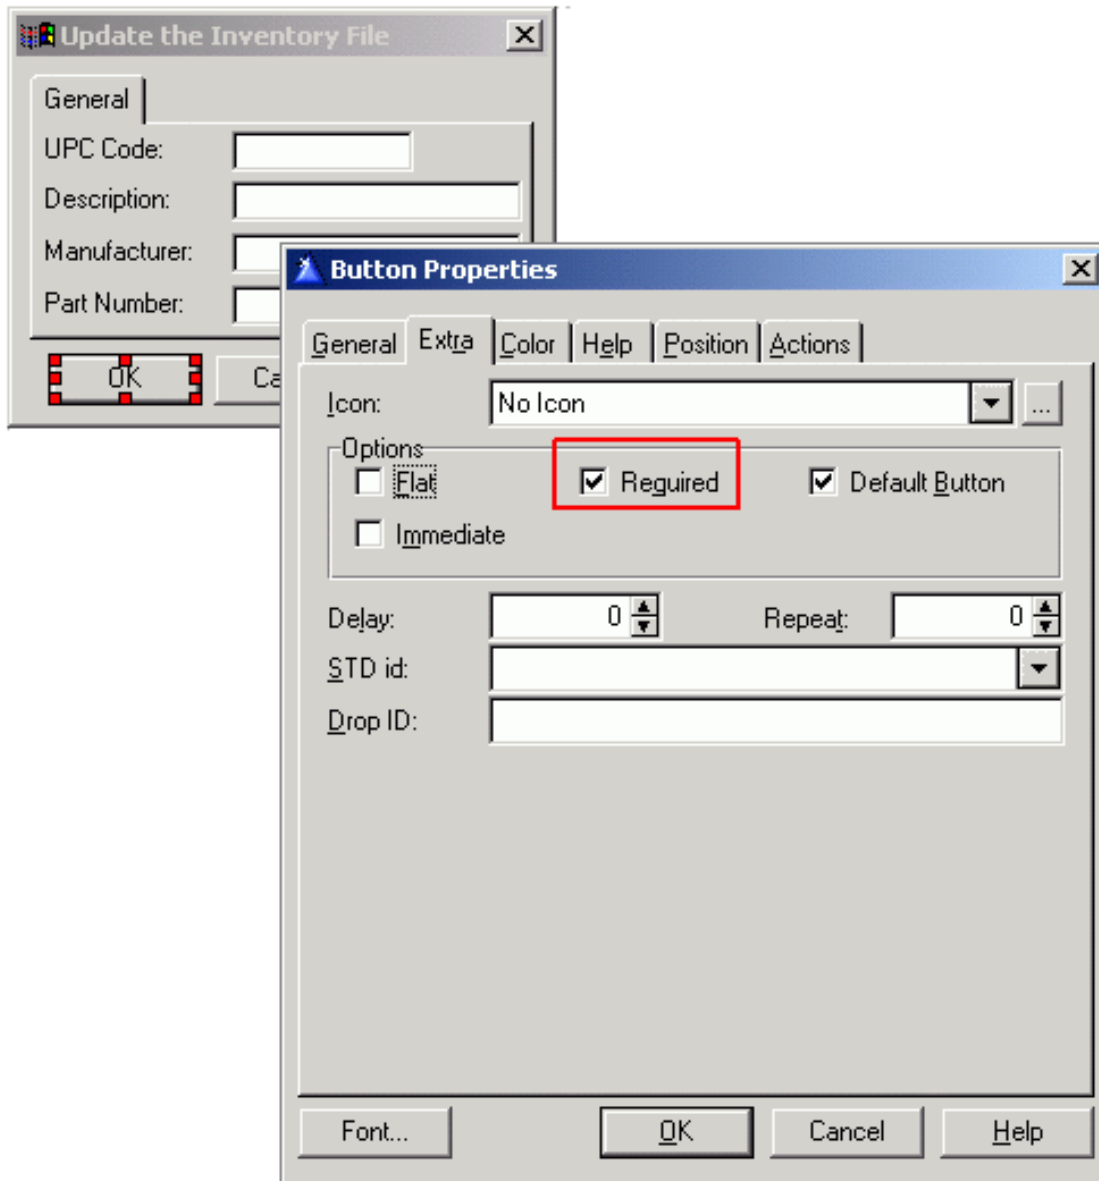 Update the Inventory File
General
UPC Code:
Description:
Manufacturer:
Part Number:
OK Ca
Button Properties
General Extra Color Help Position Actions
Icon: No Icon ...
Options
Flat Required Default Button
Immediate
Delay: 0 Repeat: 0
STD id:
Drop ID:
Font... OK Cancel Help